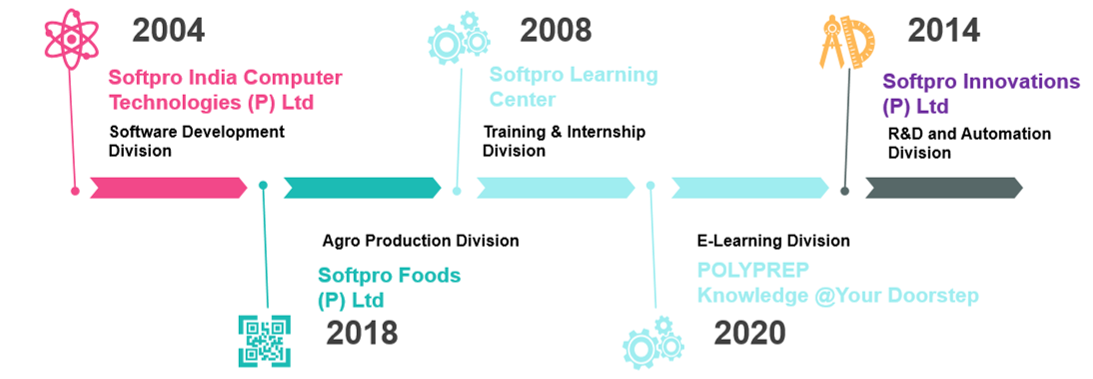 2004
Softpro India Computer
Technologies (P) Ltd
Software Development
Division
2008
Softpro Learning
Center
Training & Internship
Division
2014
Softpro Innovations
(P) Ltd
R&D and Automation
Division
Agro Production Division
Softpro Foods
(P) Ltd
2018
E-Learning Division
POLYPREP
Knowledge @Your Doorstep
2020